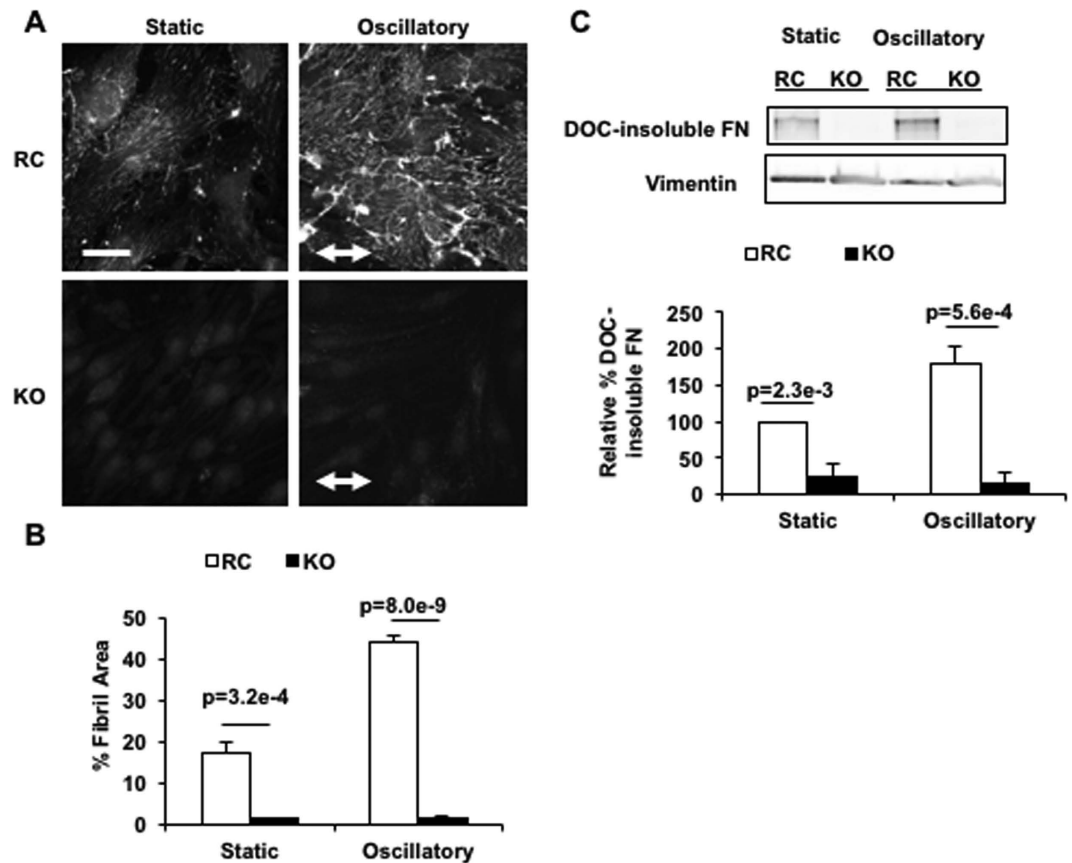 A
Static Oscillatory
RC
KO
B
RC KO
% Fibril Area
50
40
30
20
10
0
p=3.2e-4
p=8.0e-9
Static Oscillatory
C
Static Oscillatory
RC KO RC KO
DOC-insoluble FN
Vimentin
RC KO
Relative % DOC-
insoluble FN
250
200
150
100
50
0
p=2.3e-3
p=5.6e-4
Static Oscillatory